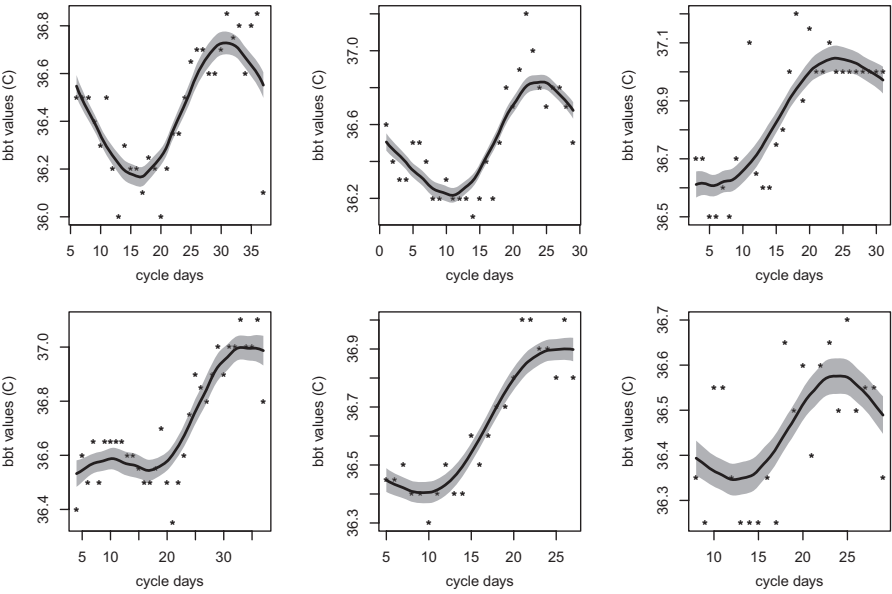 bbt values (C)
36.0 36.2 36.4 36.6 36.8
5 10 15 20 25 30 35
cycle days
bbt values (C)
36.2 36.6 37.0
0 5 10 15 20 25 30
cycle days
bbt values (C)
36.5 36.7 36.9 37.1
5 10 15 20 25 30
cycle days
bbt values (C)
36.4 36.6 36.8 37.0
5 10 20 30
cycle days
bbt values (C)
36.3 36.5 36.7 36.9
5 10 15 20 25
cycle days
bbt values (C)
36.3 36.4 36.5 36.6 36.7
10 15 20 25
cycle days